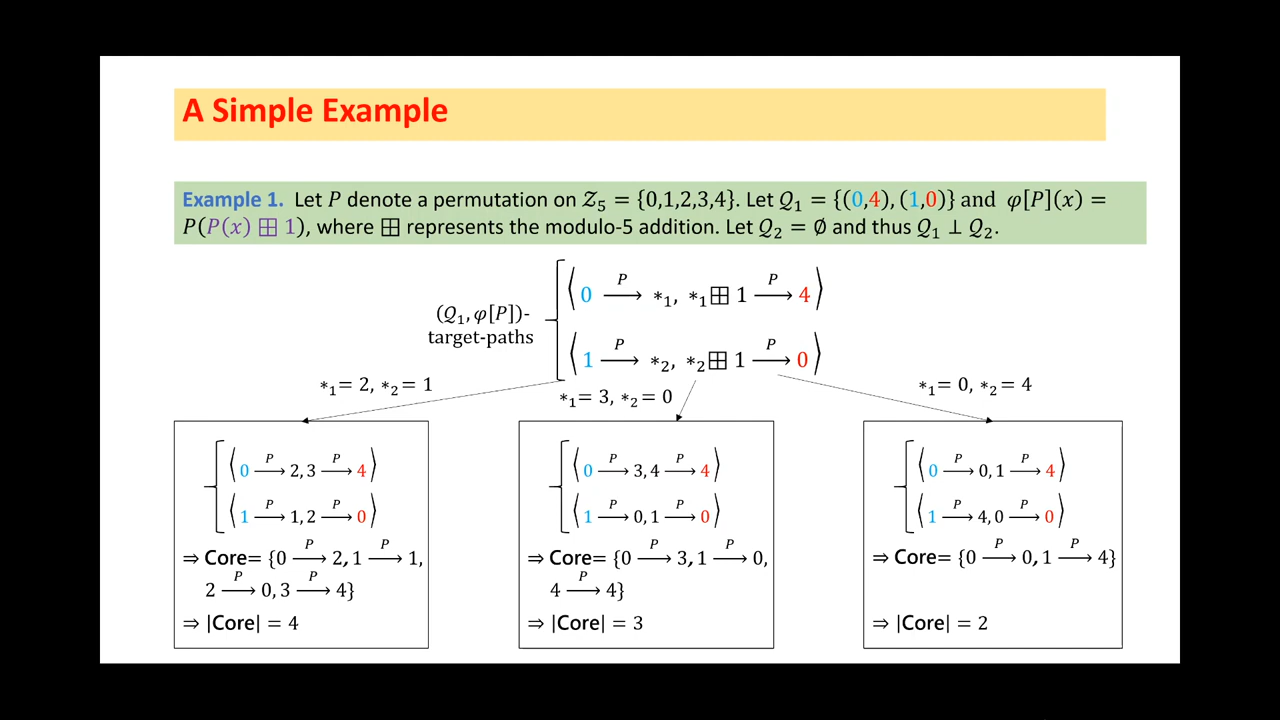 A Simple Example
Example 1. Let P denote a permutation on 𝒵₅ = {0,1,2,3,4}. Let 𝒬₁ = {(0,4), (1,0)} and φ[P](x) =
P(P(x) ⊞ 1), where ⊞ represents the modulo-5 addition. Let 𝒬₂ = ∅ and thus 𝒬₁ ⊥ 𝒬₂.
(𝒬₁, φ[P])-
target-paths
⟨0 —P→ ∗₁, ∗₁⊞ 1 —P→ 4⟩
⟨1 —P→ ∗₂, ∗₂⊞ 1 —P→ 0⟩
∗₁= 2, ∗₂= 1
∗₁= 3, ∗₂= 0
∗₁= 0, ∗₂= 4
⟨0 —P→ 2, 3 —P→ 4⟩
⟨1 —P→ 1, 2 —P→ 0⟩
⇒ Core= {0 —P→ 2, 1 —P→ 1,
2 —P→ 0, 3 —P→ 4}
⇒ |Core| = 4
⟨0 —P→ 3, 4 —P→ 4⟩
⟨1 —P→ 0, 1 —P→ 0⟩
⇒ Core= {0 —P→ 3, 1 —P→ 0,
4 —P→ 4}
⇒ |Core| = 3
⟨0 —P→ 0, 1 —P→ 4⟩
⟨1 —P→ 4, 0 —P→ 0⟩
⇒ Core= {0 —P→ 0, 1 —P→ 4}
⇒ |Core| = 2